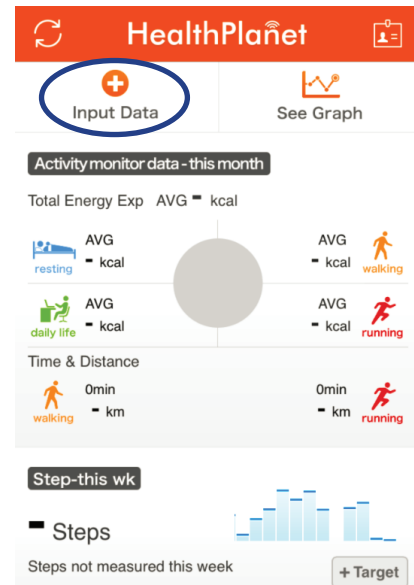 HealthPlanet
Input Data
See Graph
Activity monitor data - this month
Total Energy Exp AVG - kcal
AVG
- kcal
resting
AVG
- kcal
walking
AVG
- kcal
daily life
AVG
- kcal
running
Time & Distance
0min
- km
walking
0min
- km
running
Step-this wk
- Steps
Steps not measured this week
+ Target